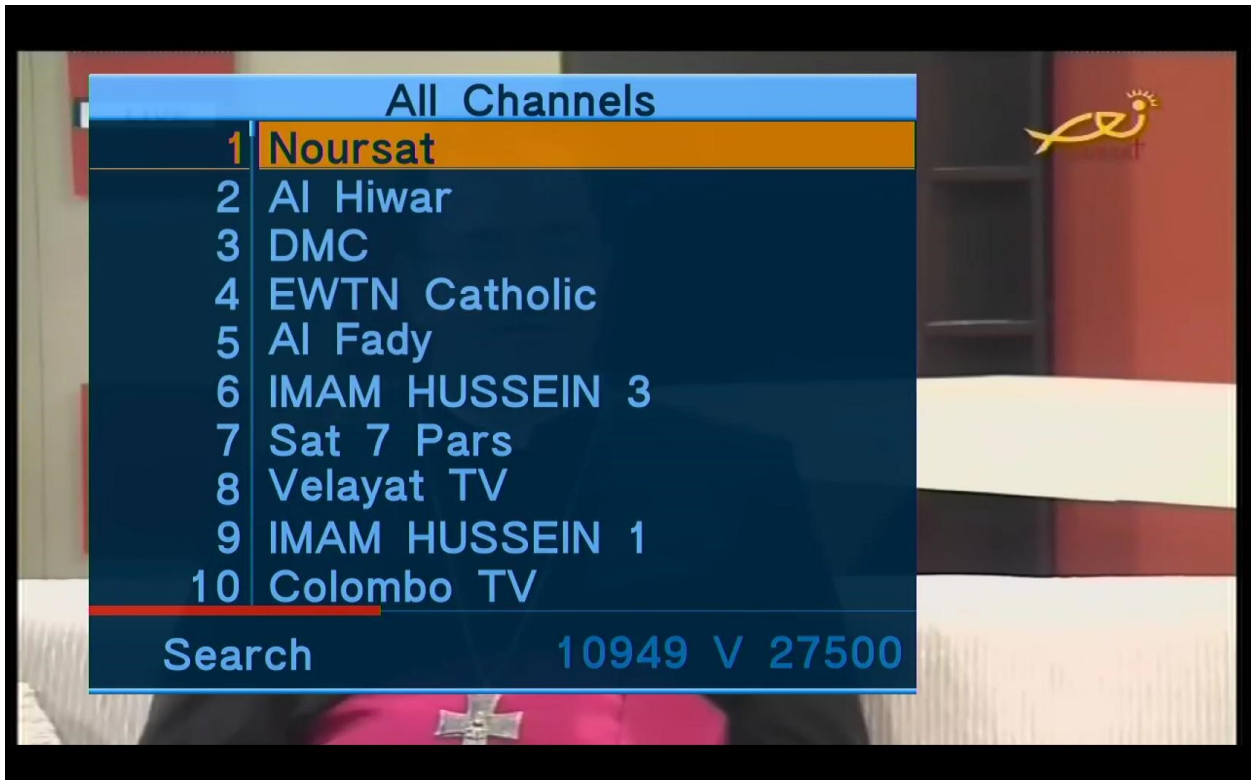 All Channels
1 Noursat
2 Al Hiwar
3 DMC
4 EWTN Catholic
5 Al Fady
6 IMAM HUSSEIN 3
7 Sat 7 Pars
8 Velayat TV
9 IMAM HUSSEIN 1
10 Colombo TV
Search 10949 V 27500